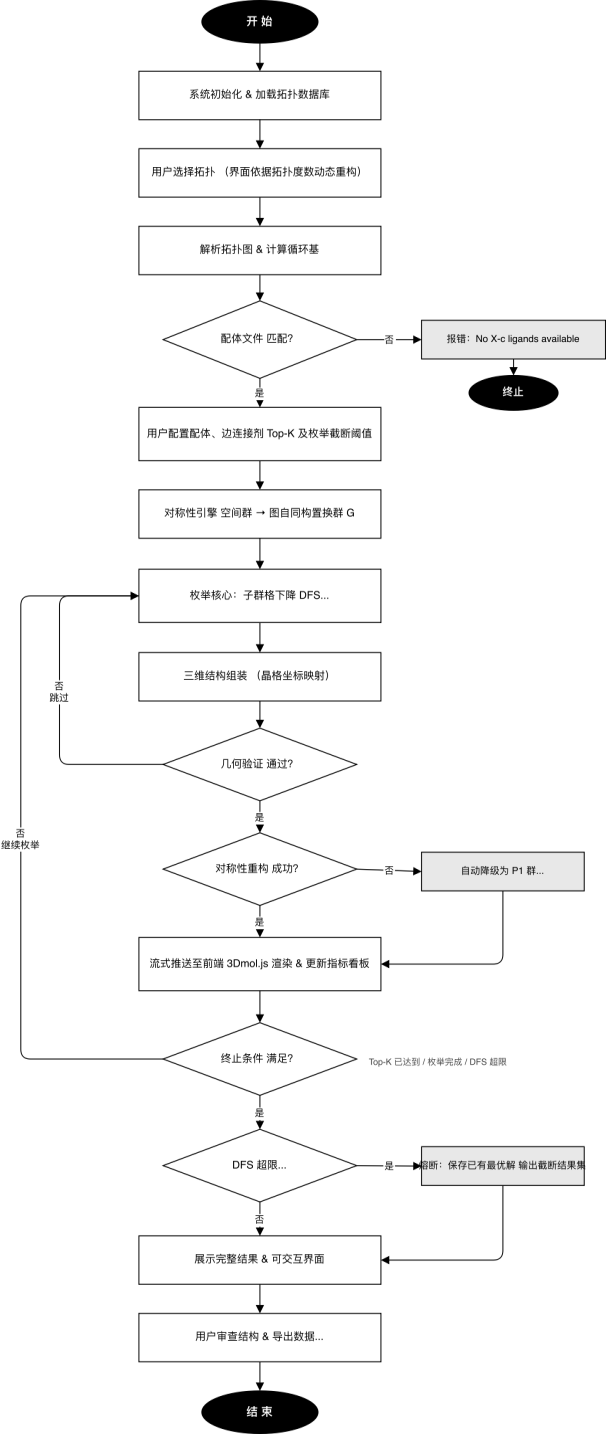 开 始
系统初始化 & 加载拓扑数据库
用户选择拓扑 （界面依据拓扑度数动态重构）
解析拓扑图 & 计算循环基
配体文件 匹配?
否
报错：No X-c ligands available
终止
是
用户配置配体、边连接剂 Top-K 及枚举截断阈值
对称性引擎 空间群 → 图自同构置换群 G
枚举核心：子群格下降 DFS...
三维结构组装 （晶格坐标映射）
否
跳过
几何验证 通过?
是
否
继续枚举
对称性重构 成功?
否
自动降级为 P1 群...
是
流式推送至前端 3Dmol.js 渲染 & 更新指标看板
终止条件 满足?
Top-K 已达到 / 枚举完成 / DFS 超限
是
DFS 超限...
是
熔断：保存已有最优解 输出截断结果集
否
展示完整结果 & 可交互界面
用户审查结构 & 导出数据...
结 束